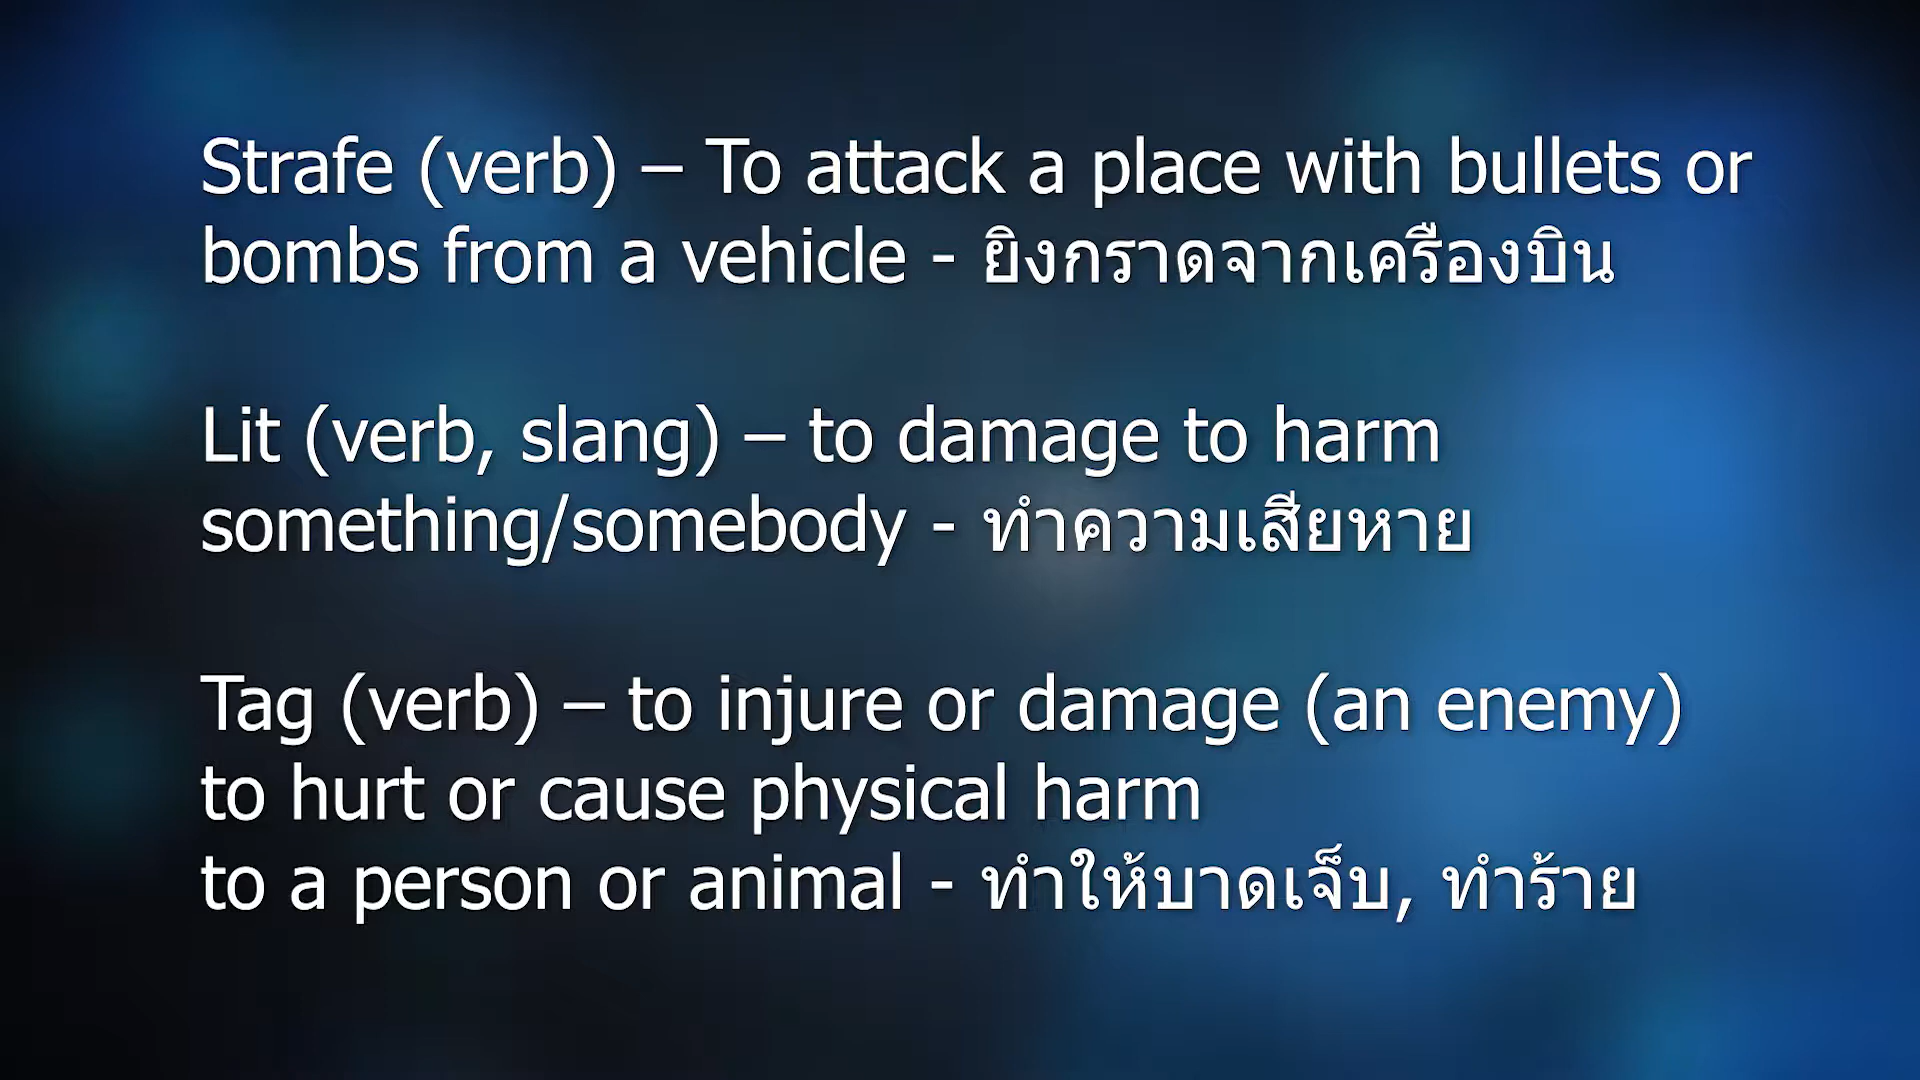 Strafe (verb) – To attack a place with bullets or
bombs from a vehicle - ยิงกราดจากเครื่องบิน
Lit (verb, slang) – to damage to harm
something/somebody - ทำความเสียหาย
Tag (verb) – to injure or damage (an enemy)
to hurt or cause physical harm
to a person or animal - ทำให้บาดเจ็บ, ทำร้าย